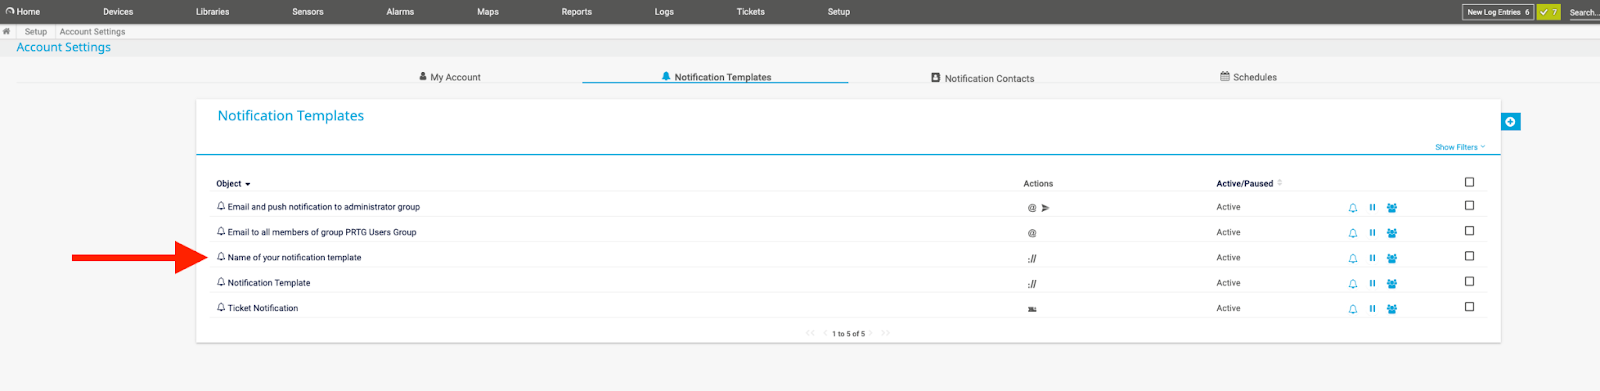 Home Devices Libraries Sensors Alarms Maps Reports Logs Tickets Setup New Log Entries 6 7 Search...
Setup Account Settings
Account Settings
My Account Notification Templates Notification Contacts Schedules
Notification Templates
Show Filters
Object Actions Active/Paused
Email and push notification to administrator group @ Active
Email to all members of group PRTG Users Group @ Active
Name of your notification template :// Active
Notification Template :// Active
Ticket Notification Active
<< < 1 to 5 of 5 > >>